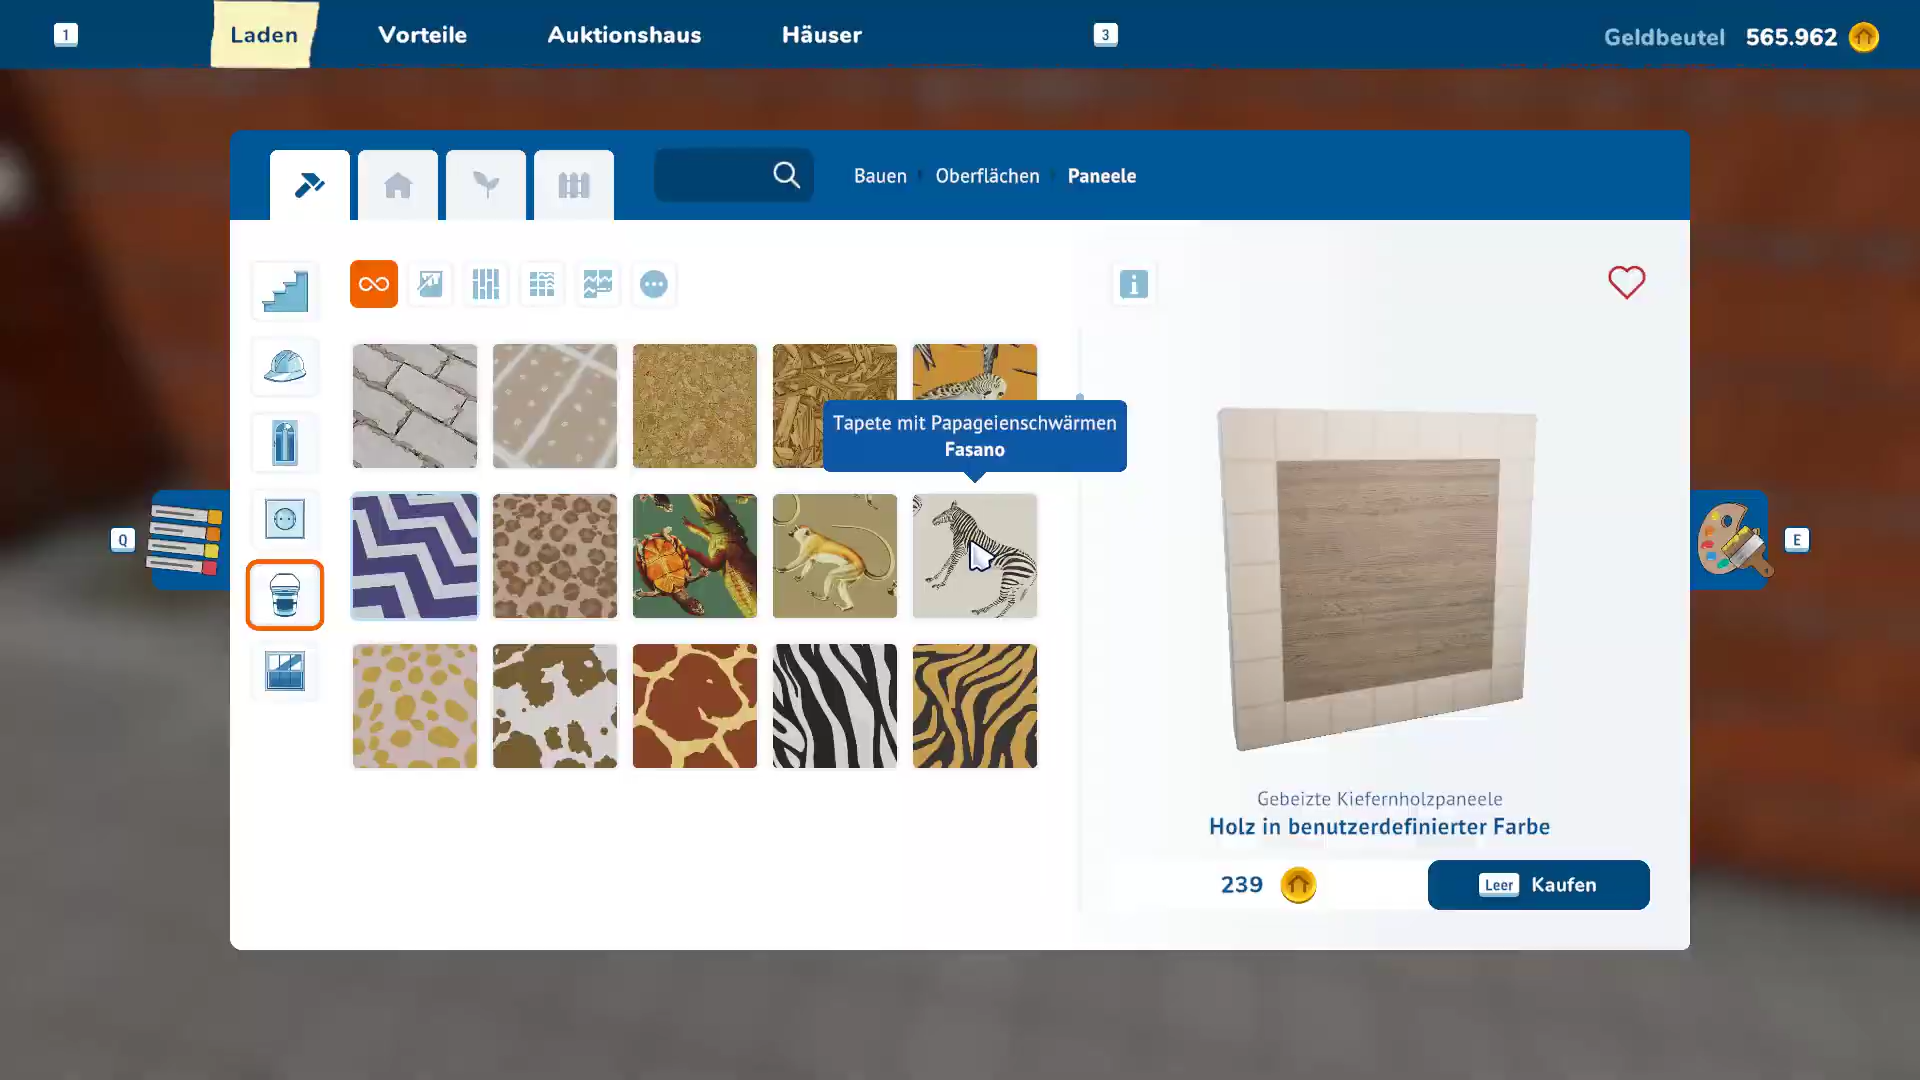 1
Laden
Vorteile
Auktionshaus
Häuser
3
Geldbeutel 565.962
Bauen
Oberflächen
Paneele
Tapete mit Papageienschwärmen
Fasano
Q
E
Gebeizte Kiefernholzpaneele
Holz in benutzerdefinierter Farbe
239
Leer Kaufen